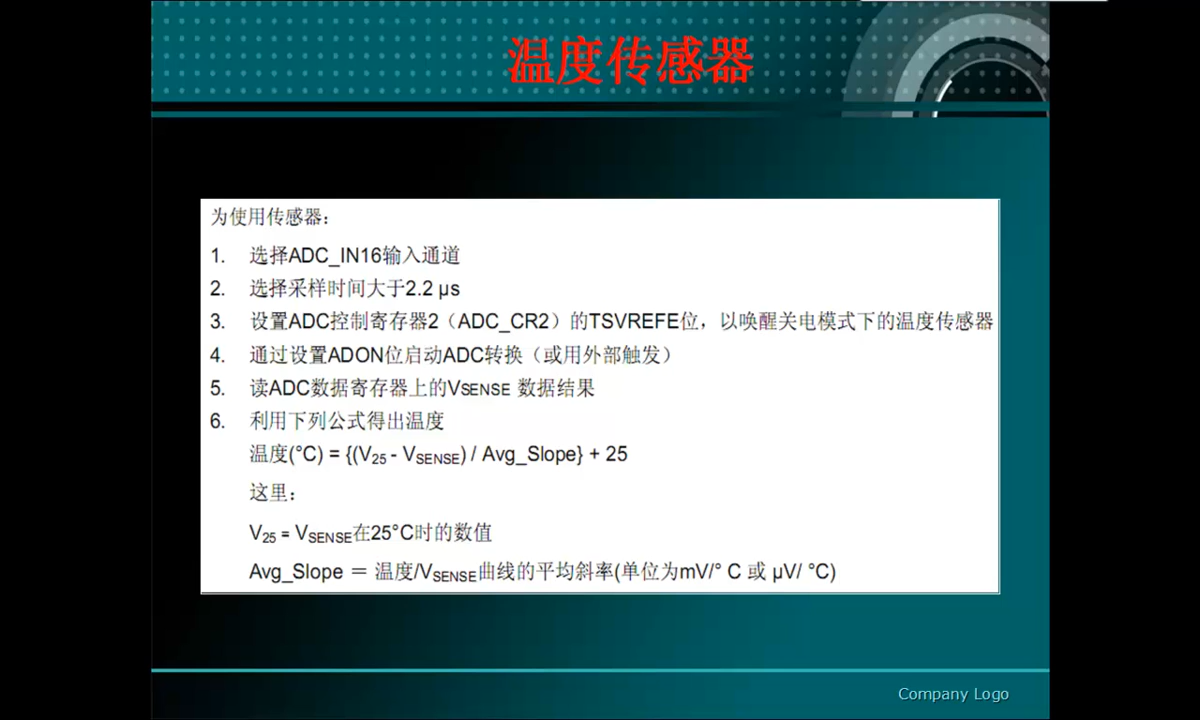 温度传感器
为使用传感器：
1. 选择ADC_IN16输入通道
2. 选择采样时间大于2.2 μs
3. 设置ADC控制寄存器2（ADC_CR2）的TSVREFE位，以唤醒关电模式下的温度传感器
4. 通过设置ADON位启动ADC转换（或用外部触发）
5. 读ADC数据寄存器上的VSENSE 数据结果
6. 利用下列公式得出温度
温度(°C) = {(V25 - VSENSE) / Avg_Slope} + 25
这里：
V25 = VSENSE在25°C时的数值
Avg_Slope ＝ 温度/VSENSE曲线的平均斜率(单位为mV/° C 或 μV/ °C)
Company Logo